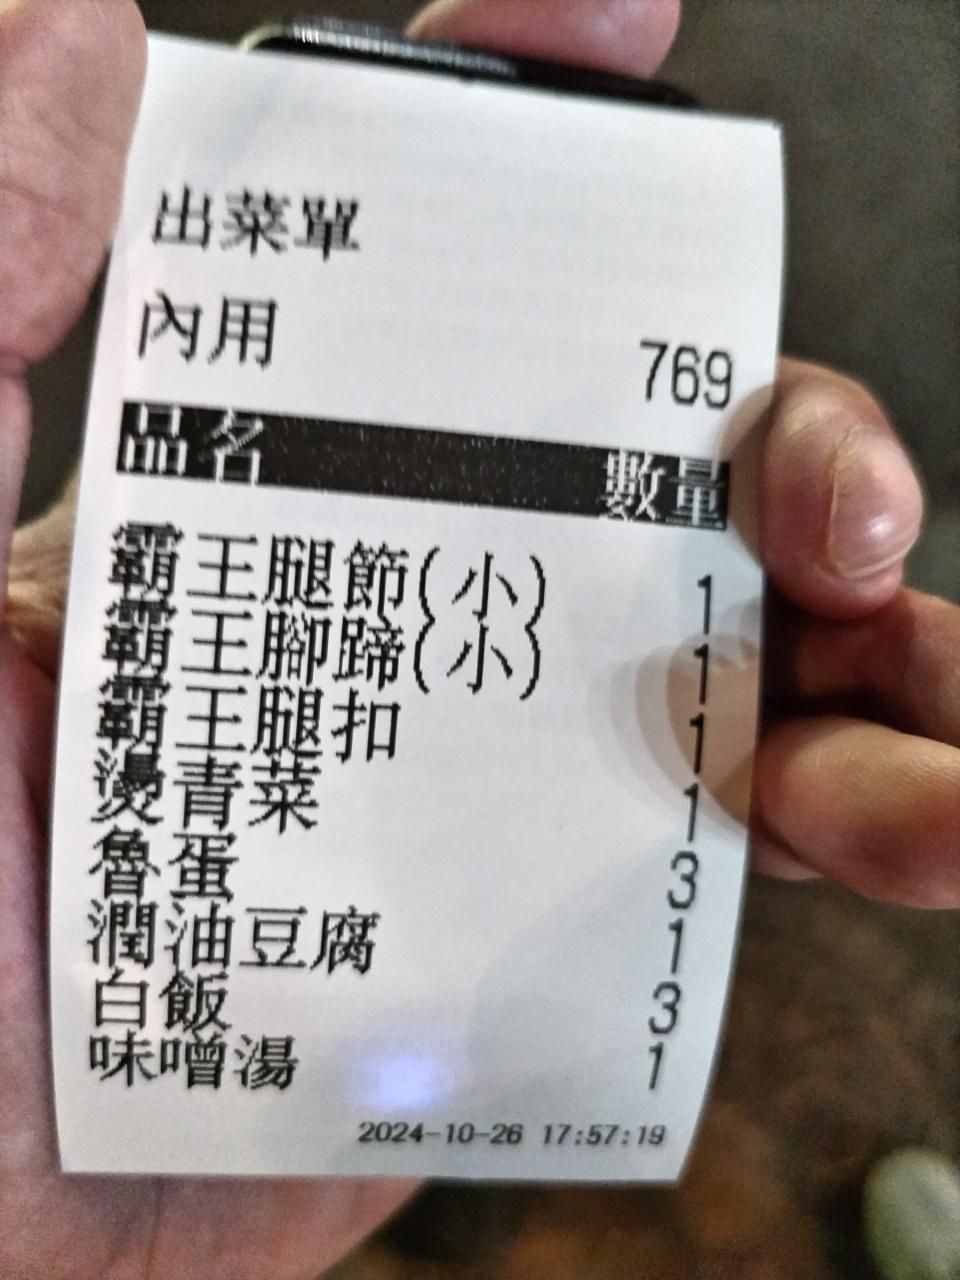 出菜單
內用 769
品名 數量
霸王腿節(小) 1
霸王腳蹄(小) 1
霸王腿扣 1
燙青菜 1
魯蛋 3
潤油豆腐 1
白飯 3
味噌湯 1
2024-10-26 17:57:19